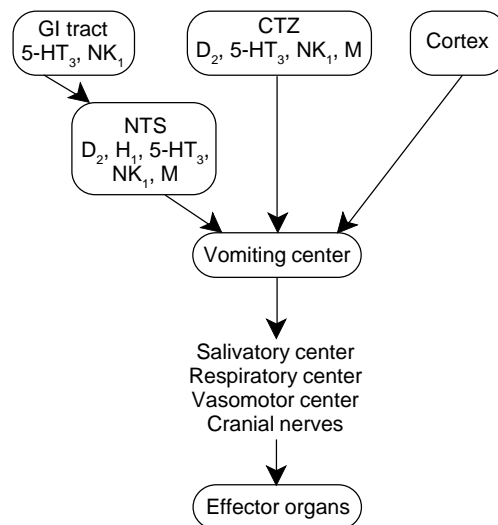 GI tract
5-HT₃, NK₁
CTZ
D₂, 5-HT₃, NK₁, M
Cortex
NTS
D₂, H₁, 5-HT₃,
NK₁, M
Vomiting center
Salivatory center
Respiratory center
Vasomotor center
Cranial nerves
Effector organs